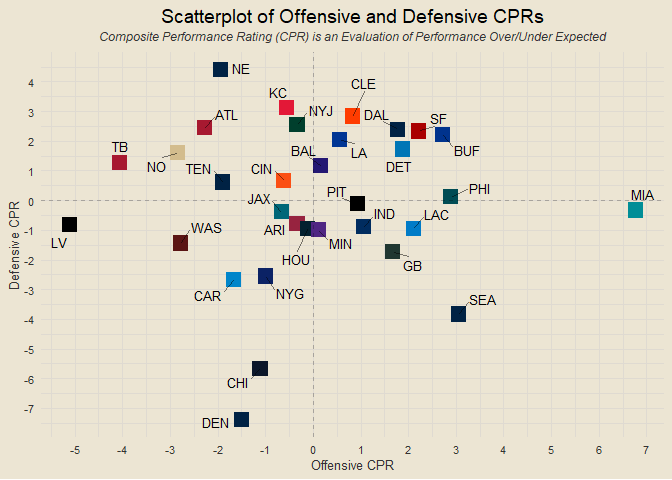 Scatterplot of Offensive and Defensive CPRs
Composite Performance Rating (CPR) is an Evaluation of Performance Over/Under Expected
NE
CLE
KC
4
ATL
NYJ
DAL
SF
3
TB
NO
BAL
LA
DET
BUF
2
TEN
CIN
1
JAX
PIT
PHI
MIA
0
LV
WAS
ARI
HOU
MIN
IND
LAC
-1
GB
-2
CAR
NYG
SEA
-3
-4
-5
CHI
-6
DEN
-7
Defensive CPR
-5 -4 -3 -2 -1 0 1 2 3 4 5 6 7
Offensive CPR